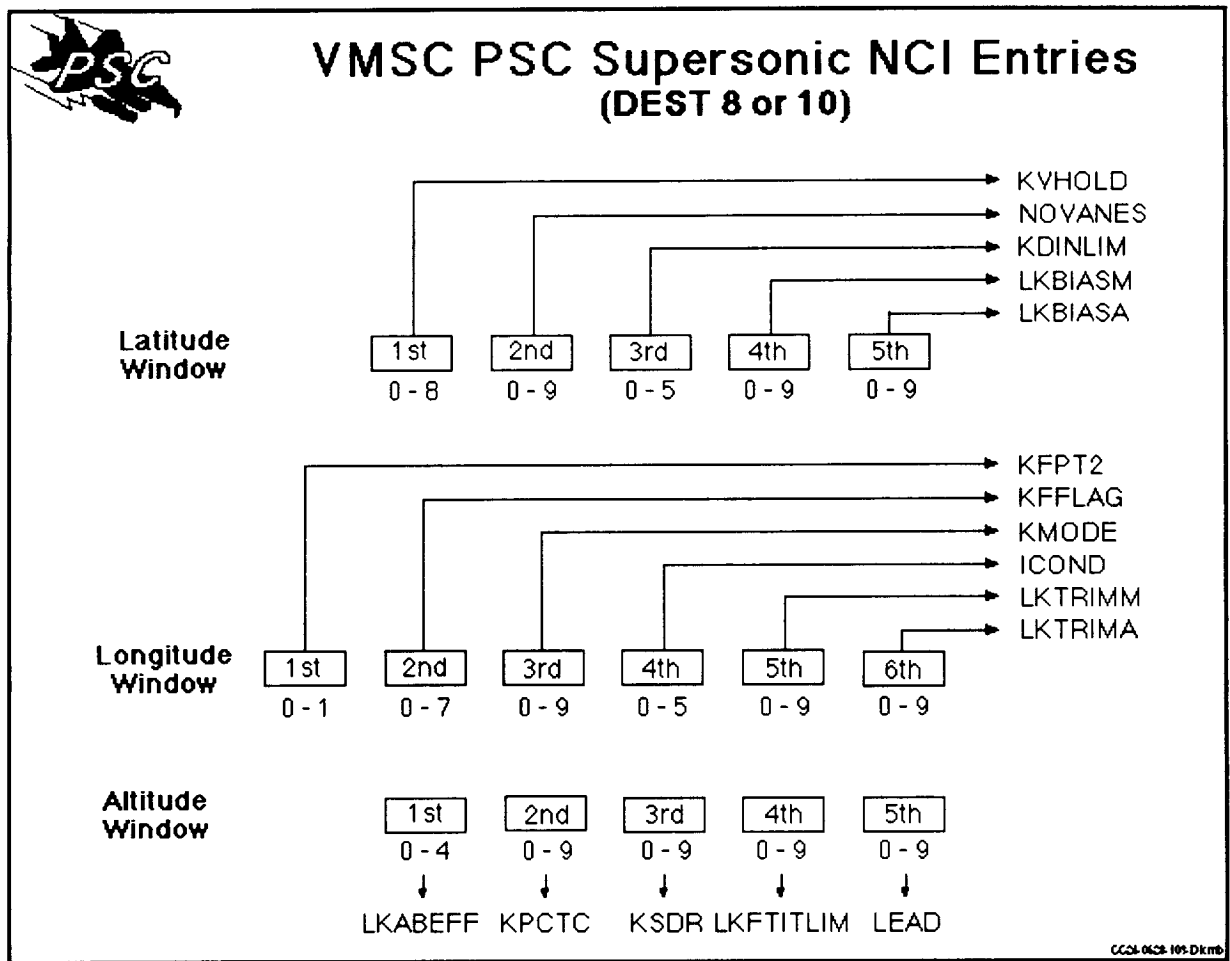 PSC
VMSC PSC Supersonic NCI Entries
(DEST 8 or 10)
KVHOLD
NOVANES
KDINLIM
LKBIASM
LKBIASA
Latitude
Window
1st 2nd 3rd 4th 5th
0 - 8 0 - 9 0 - 5 0 - 9 0 - 9
KFPT2
KFFLAG
KMODE
ICOND
LKTRIMM
LKTRIMA
Longitude
Window
1st 2nd 3rd 4th 5th 6th
0 - 1 0 - 7 0 - 9 0 - 5 0 - 9 0 - 9
Altitude
Window
1st 2nd 3rd 4th 5th
0 - 4 0 - 9 0 - 9 0 - 9 0 - 9
LKABEFF KPCTC KSDR LKFTITLIM LEAD